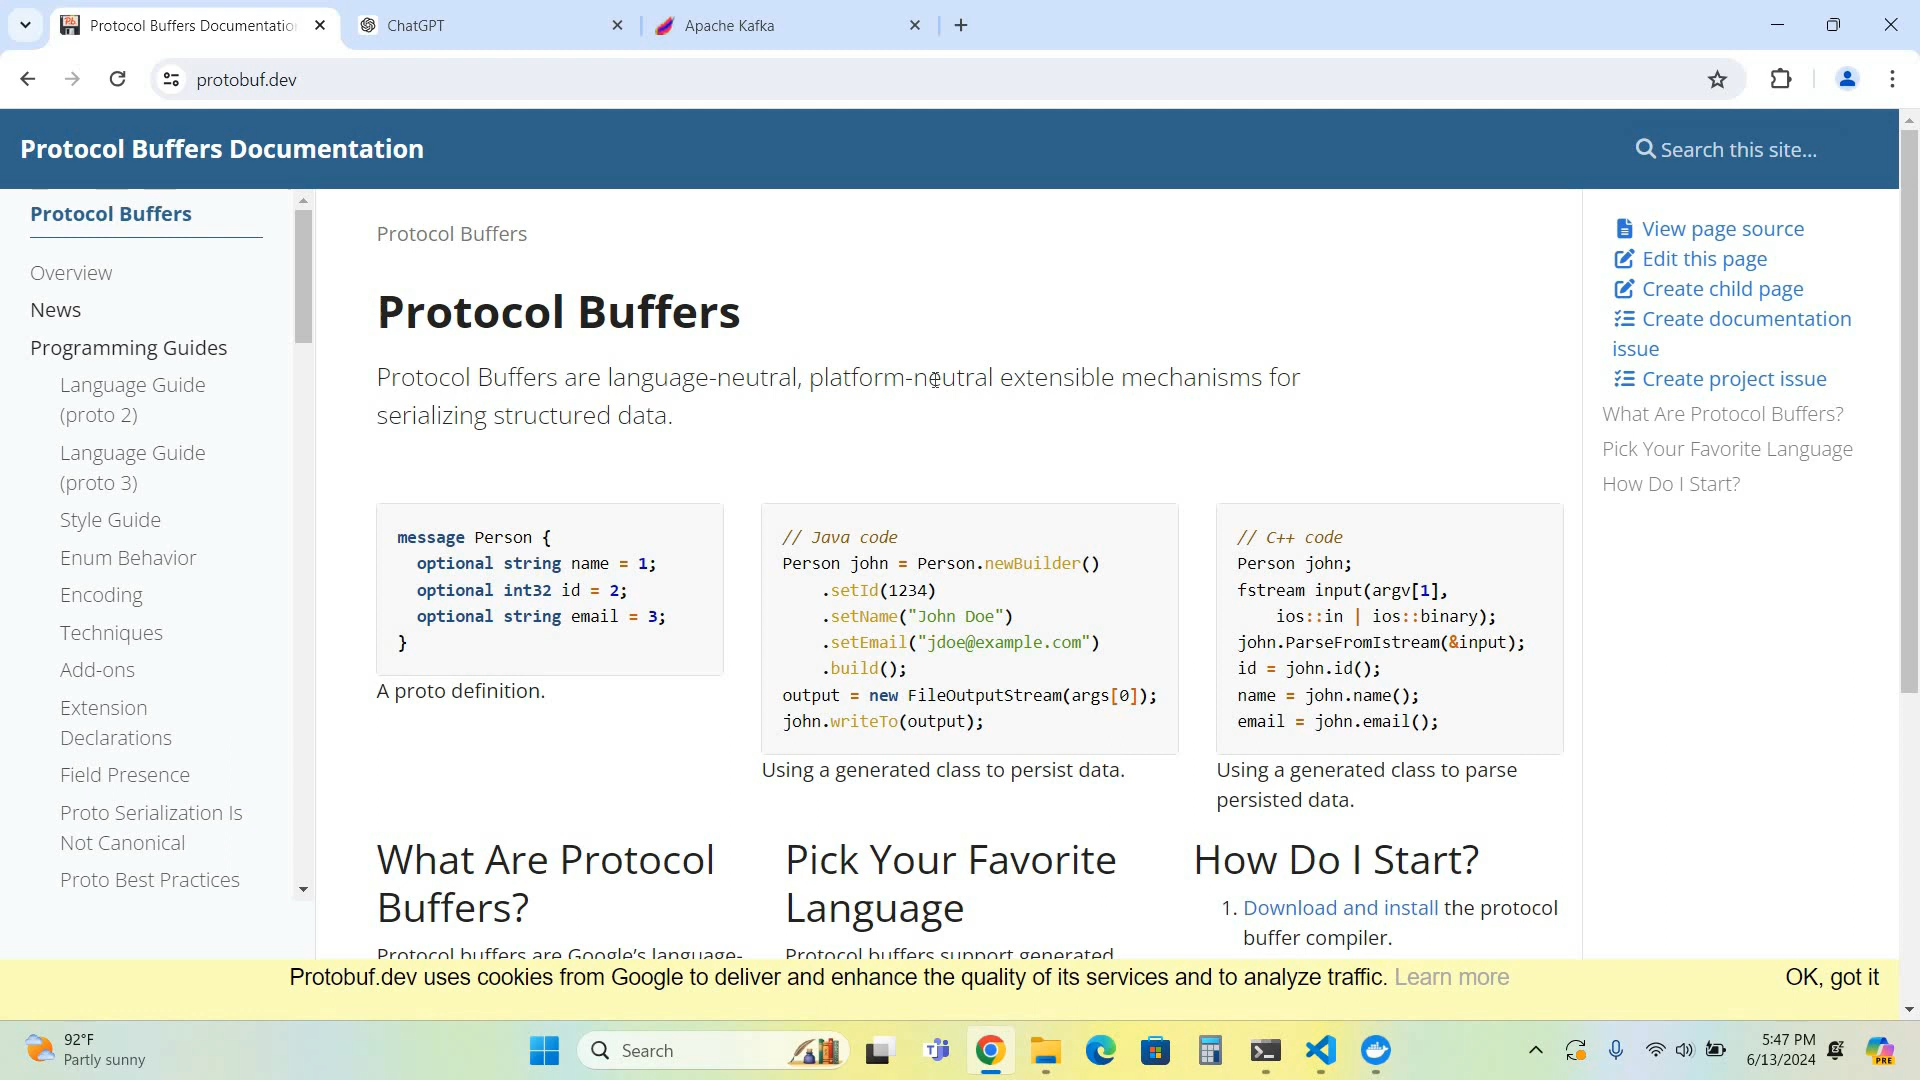 Protocol Buffers Documentatio
ChatGPT
Apache Kafka
protobuf.dev
Protocol Buffers Documentation
Search this site…
Protocol Buffers
Overview
News
Programming Guides
Language Guide
(proto 2)
Language Guide
(proto 3)
Style Guide
Enum Behavior
Encoding
Techniques
Add-ons
Extension
Declarations
Field Presence
Proto Serialization Is
Not Canonical
Proto Best Practices
Protocol Buffers
Protocol Buffers
Protocol Buffers are language-neutral, platform-neutral extensible mechanisms for
serializing structured data.
message Person {
  optional string name = 1;
  optional int32 id = 2;
  optional string email = 3;
}
A proto definition.
// Java code
Person john = Person.newBuilder()
    .setId(1234)
    .setName("John Doe")
    .setEmail("jdoe@example.com")
    .build();
output = new FileOutputStream(args[0]);
john.writeTo(output);
Using a generated class to persist data.
// C++ code
Person john;
fstream input(argv[1],
    ios::in | ios::binary);
john.ParseFromIstream(&input);
id = john.id();
name = john.name();
email = john.email();
Using a generated class to parse
persisted data.
What Are Protocol
Buffers?
Protocol buffers are Google's language-
Pick Your Favorite
Language
Protocol buffers support generated
How Do I Start?
1. Download and install the protocol
buffer compiler.
View page source
Edit this page
Create child page
Create documentation
issue
Create project issue
What Are Protocol Buffers?
Pick Your Favorite Language
How Do I Start?
Protobuf.dev uses cookies from Google to deliver and enhance the quality of its services and to analyze traffic. Learn more
OK, got it
92°F
Partly sunny
Search
5:47 PM
6/13/2024
PRE